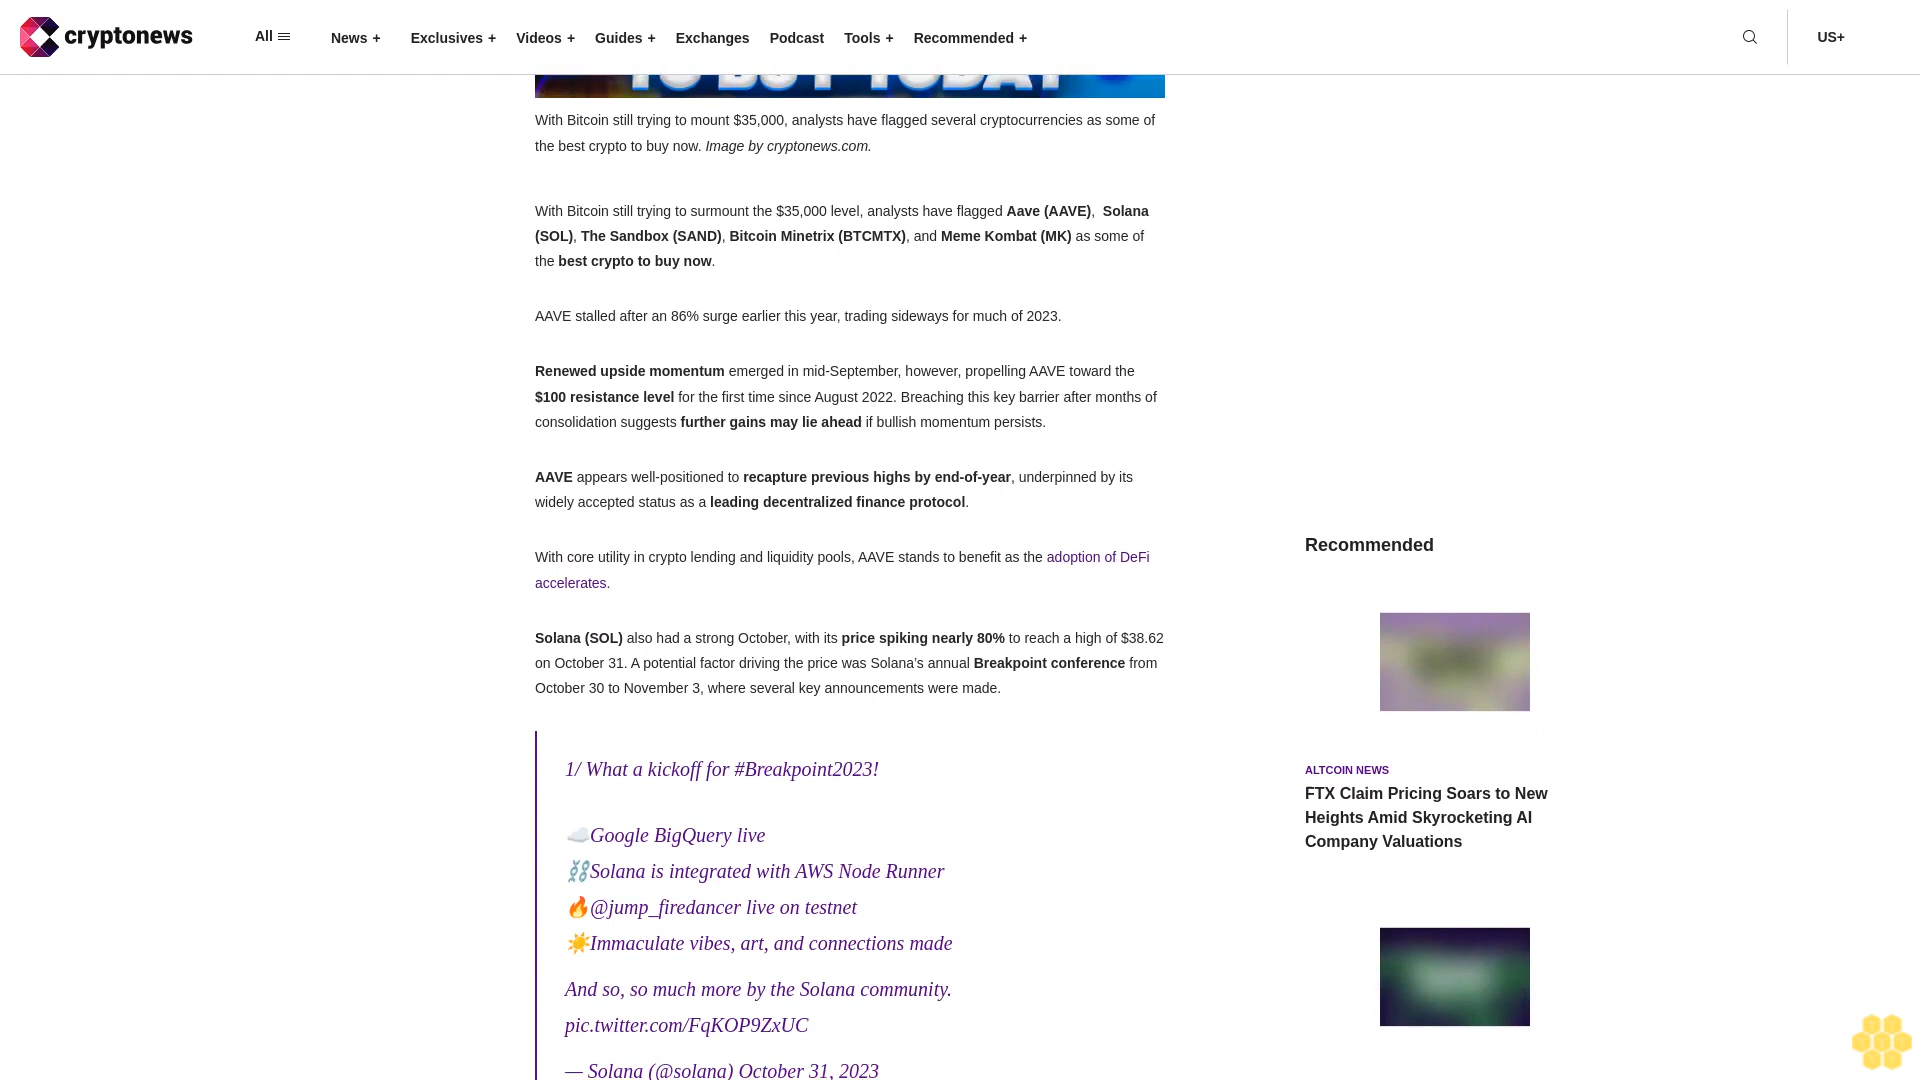 cryptonews
All
News +
Exclusives +
Videos +
Guides +
Exchanges
Podcast
Tools +
Recommended +
US+
TO BUY TODAY
With Bitcoin still trying to mount $35,000, analysts have flagged several cryptocurrencies as some of
the best crypto to buy now. Image by cryptonews.com.
With Bitcoin still trying to surmount the $35,000 level, analysts have flagged Aave (AAVE), Solana
(SOL), The Sandbox (SAND), Bitcoin Minetrix (BTCMTX), and Meme Kombat (MK) as some of
the best crypto to buy now.
AAVE stalled after an 86% surge earlier this year, trading sideways for much of 2023.
Renewed upside momentum emerged in mid-September, however, propelling AAVE toward the
$100 resistance level for the first time since August 2022. Breaching this key barrier after months of
consolidation suggests further gains may lie ahead if bullish momentum persists.
AAVE appears well-positioned to recapture previous highs by end-of-year, underpinned by its
widely accepted status as a leading decentralized finance protocol.
With core utility in crypto lending and liquidity pools, AAVE stands to benefit as the adoption of DeFi
accelerates.
Solana (SOL) also had a strong October, with its price spiking nearly 80% to reach a high of $38.62
on October 31. A potential factor driving the price was Solana’s annual Breakpoint conference from
October 30 to November 3, where several key announcements were made.
1/ What a kickoff for #Breakpoint2023!
☁️Google BigQuery live
⛓️Solana is integrated with AWS Node Runner
🔥@jump_firedancer live on testnet
☀️Immaculate vibes, art, and connections made
And so, so much more by the Solana community.
pic.twitter.com/FqKOP9ZxUC
— Solana (@solana) October 31, 2023
Recommended
ALTCOIN NEWS
FTX Claim Pricing Soars to New
Heights Amid Skyrocketing AI
Company Valuations